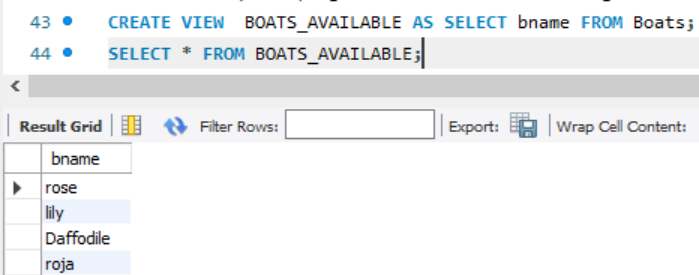 43 CREATE VIEW  BOATS_AVAILABLE AS SELECT bname FROM Boats;
44 SELECT * FROM BOATS_AVAILABLE;
Result Grid Filter Rows: Export: Wrap Cell Content:
bname
rose
lily
Daffodile
roja